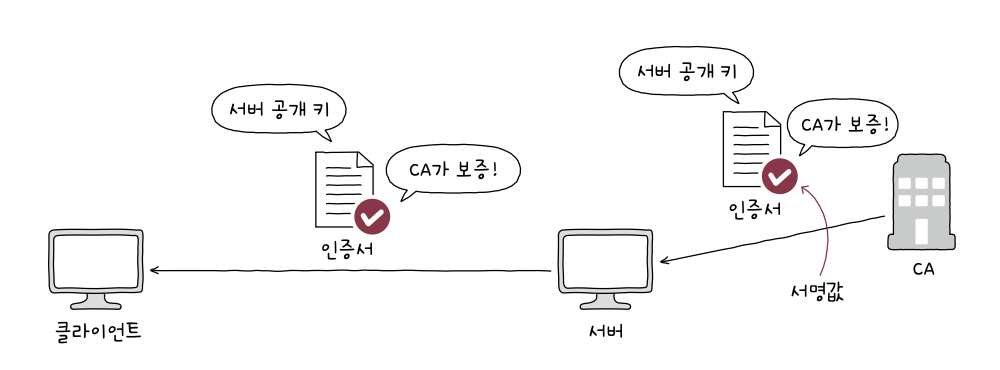 서버 공개 키
CA가 보증!
인증서
클라이언트
서버 공개 키
CA가 보증!
인증서
서버
서명값
CA